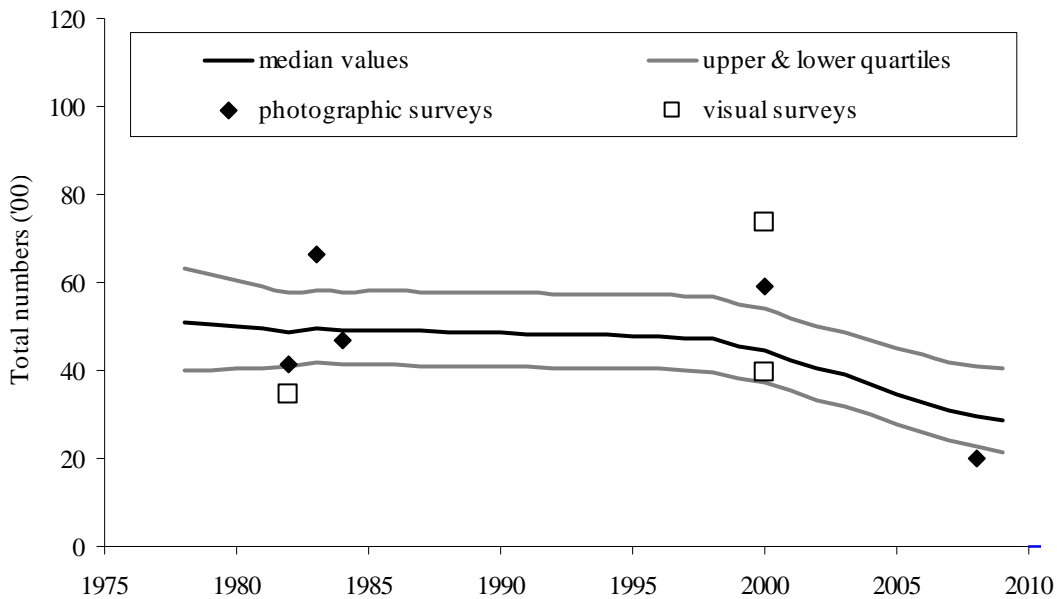 120
100
80
60
40
20
0
Total numbers ('00)
median values
upper & lower quartiles
photographic surveys
visual surveys
1975 1980 1985 1990 1995 2000 2005 2010